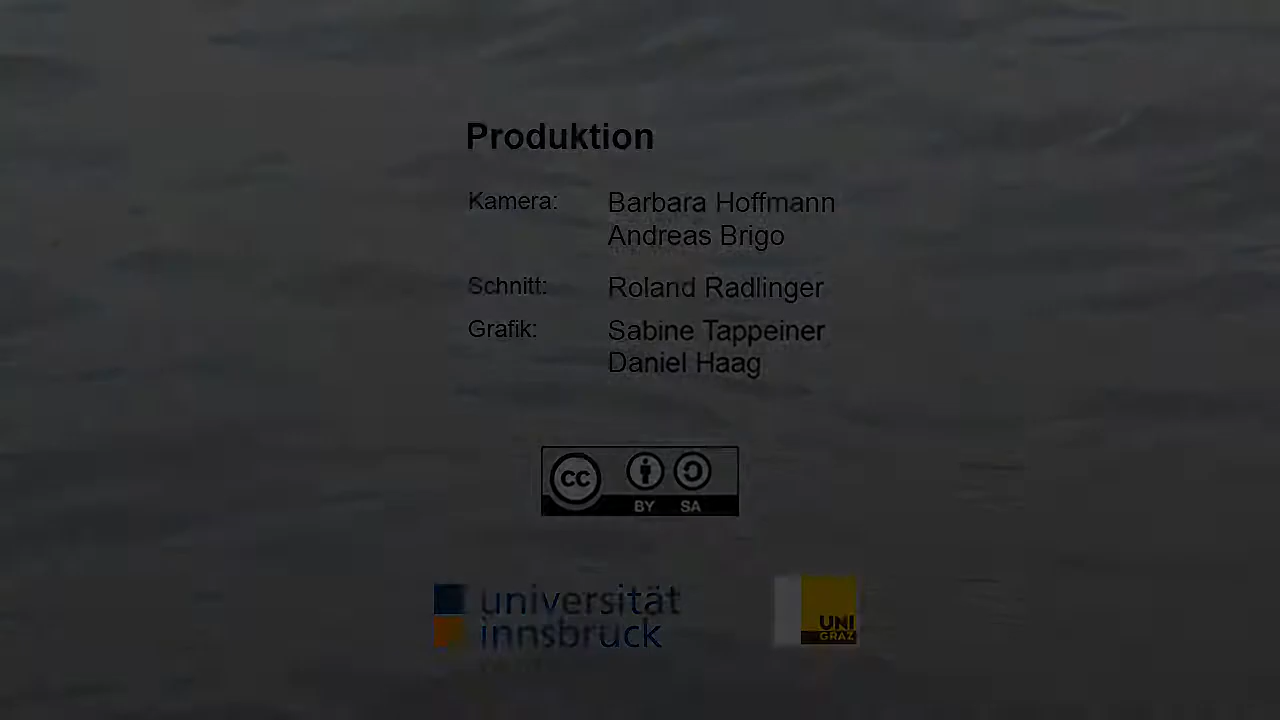 Produktion
Kamera: Barbara Hoffmann
Andreas Brigo
Schnitt: Roland Radlinger
Grafik: Sabine Tappeiner
Daniel Haag
CC BY SA
universität
innsbruck
UNI
GRAZ